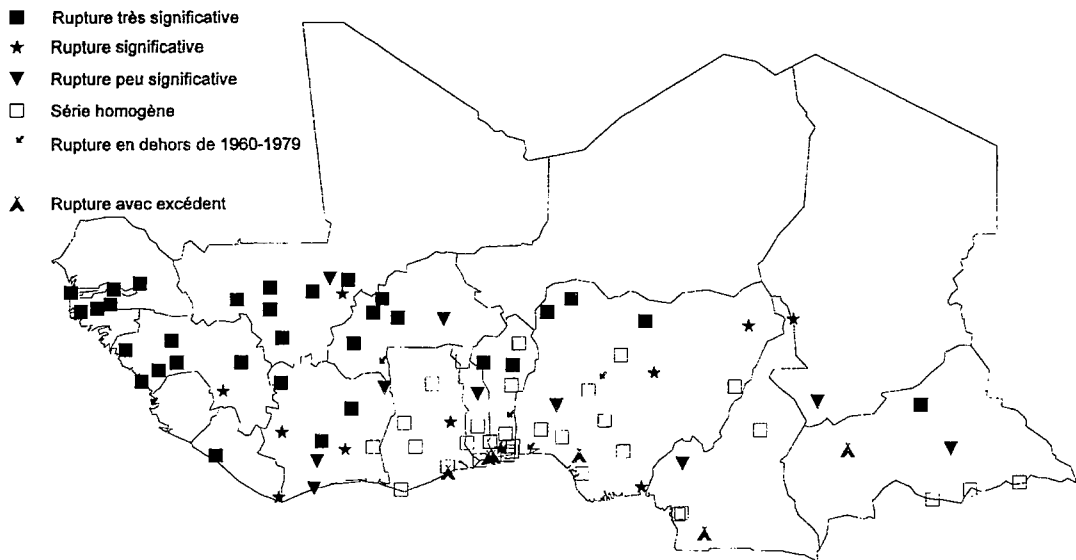 Rupture très significative
Rupture significative
Rupture peu significative
Série homogène
Rupture en dehors de 1960-1979
Rupture avec excédent